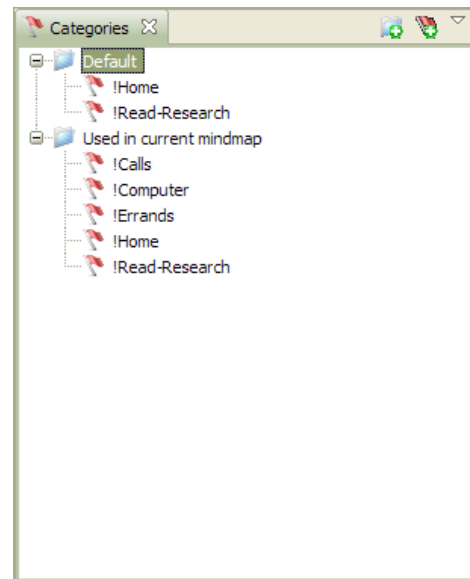 Categories
Default
!Home
!Read-Research
Used in current mindmap
!Calls
!Computer
!Errands
!Home
!Read-Research